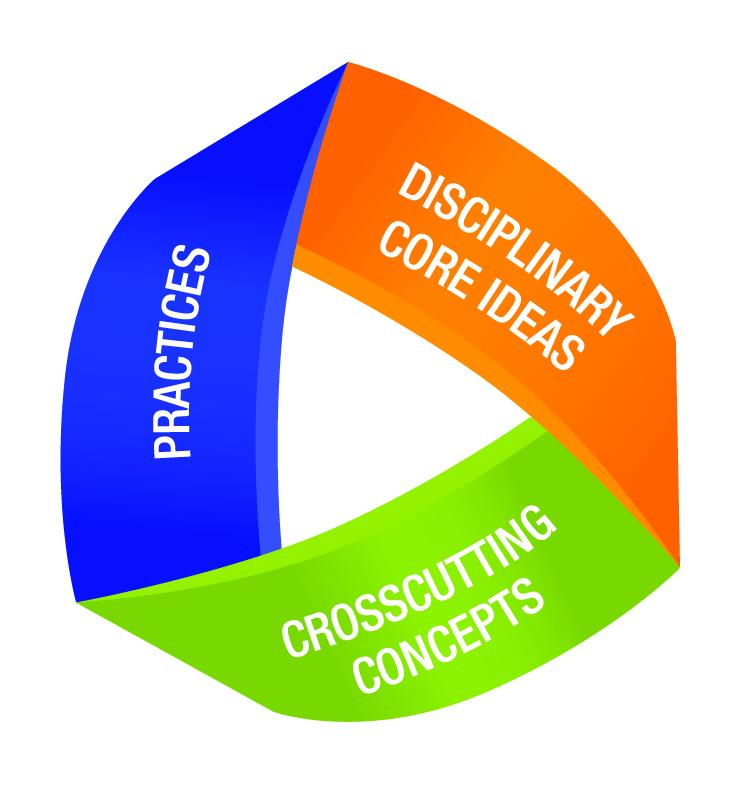 PRACTICES
DISCIPLINARY
CORE IDEAS
CROSSCUTTING
CONCEPTS